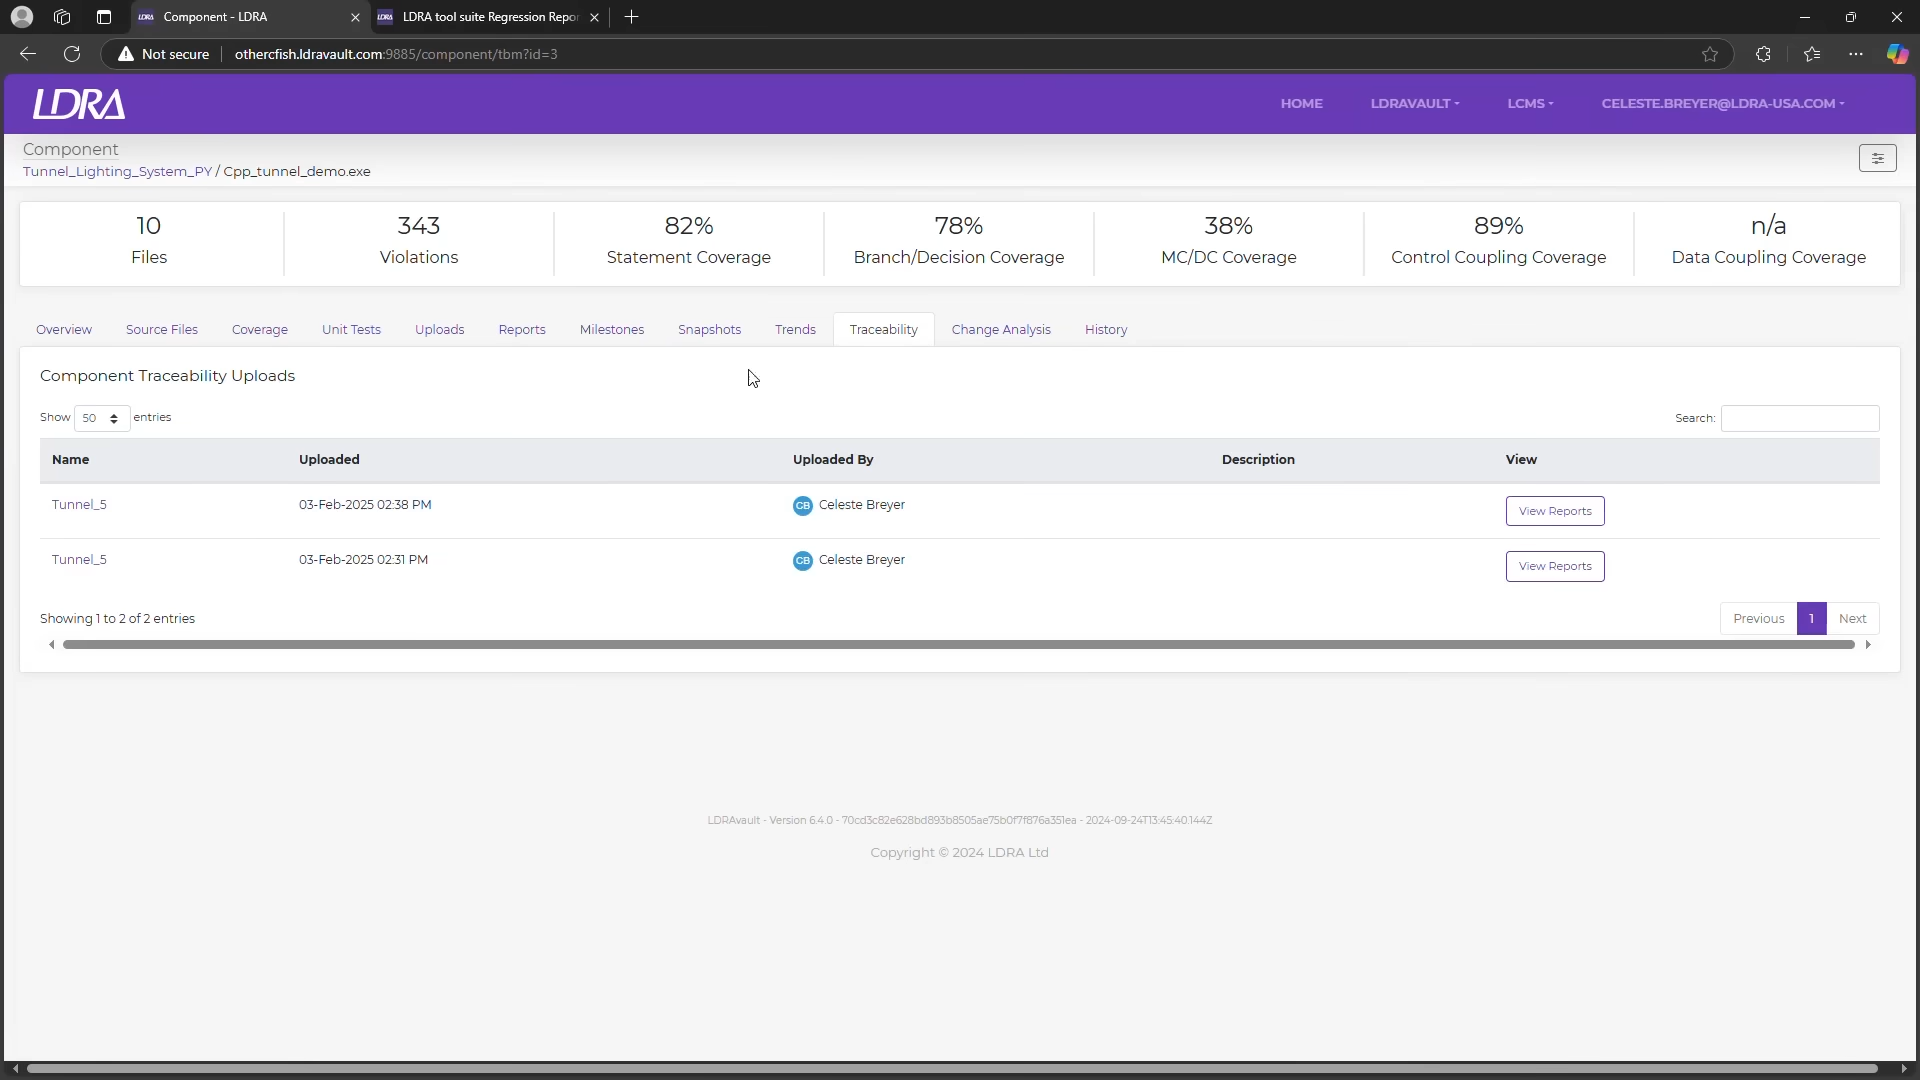 Component - LDRA
LDRA tool suite Regression Repor
Not secure
othercfish.ldravault.com:9885/component/tbm?id=3
LDRA
HOME
LDRAVAULT
LCMS
CELESTE.BREYER@LDRA-USA.COM
Component
Tunnel_Lighting_System_PY / Cpp_tunnel_demo.exe
10
Files
343
Violations
82%
Statement Coverage
78%
Branch/Decision Coverage
38%
MC/DC Coverage
89%
Control Coupling Coverage
n/a
Data Coupling Coverage
Overview Source Files Coverage Unit Tests Uploads Reports Milestones Snapshots Trends Traceability Change Analysis History
Component Traceability Uploads
Show 50 entries
Search:
Name Uploaded Uploaded By Description View
Tunnel_5 03-Feb-2025 02:38 PM CB Celeste Breyer View Reports
Tunnel_5 03-Feb-2025 02:31 PM CB Celeste Breyer View Reports
Showing 1 to 2 of 2 entries
Previous 1 Next
LDRAvault - Version 6.4.0 - 70cd3c82e628bd893b8505ae75b0f7f876a351ea - 2024-09-24T13:45:40.144Z
Copyright © 2024 LDRA Ltd